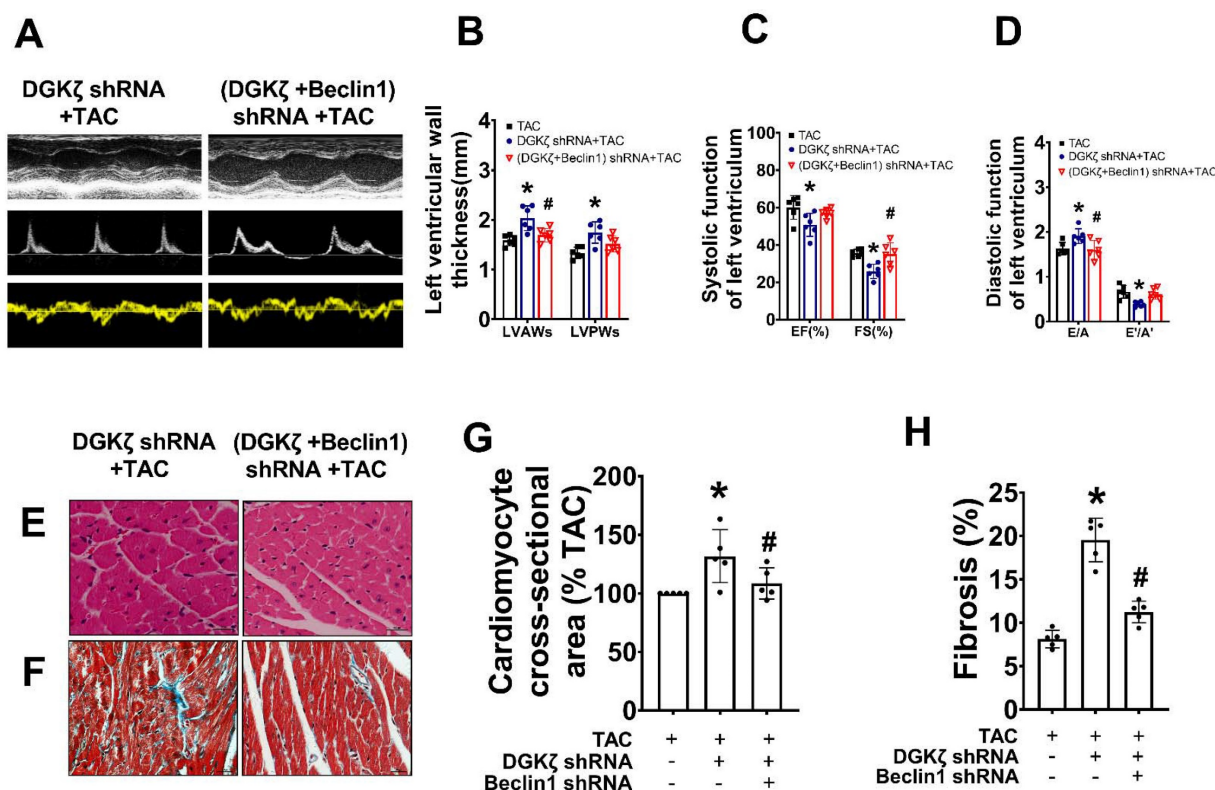 A
DGKζ shRNA
+TAC
(DGKζ +Beclin1)
shRNA +TAC
B
Left ventricular wall
thickness(mm)
4
3
2
1
0
TAC
DGKζ shRNA+TAC
(DGKζ+Beclin1) shRNA+TAC
*
#
*
LVAWs
LVPWs
C
Systolic function
of left ventriculum
100
80
60
40
20
0
TAC
DGKζ shRNA+TAC
(DGKζ+Beclin1) shRNA+TAC
*
*
#
EF(%)
FS(%)
D
Diastolic function
of left ventriculum
4
3
2
1
0
TAC
DGKζ shRNA+TAC
(DGKζ+Beclin1) shRNA+TAC
*
#
*
E/A
E'/A'
DGKζ shRNA
+TAC
(DGKζ +Beclin1)
shRNA +TAC
E
F
G
Cardiomyocyte
cross-sectional
area (% TAC)
200
150
100
50
0
*
#
TAC + + +
DGKζ shRNA - + +
Beclin1 shRNA - - +
H
Fibrosis (%)
25
20
15
10
5
0
*
#
TAC + + +
DGKζ shRNA - + +
Beclin1 shRNA - - +